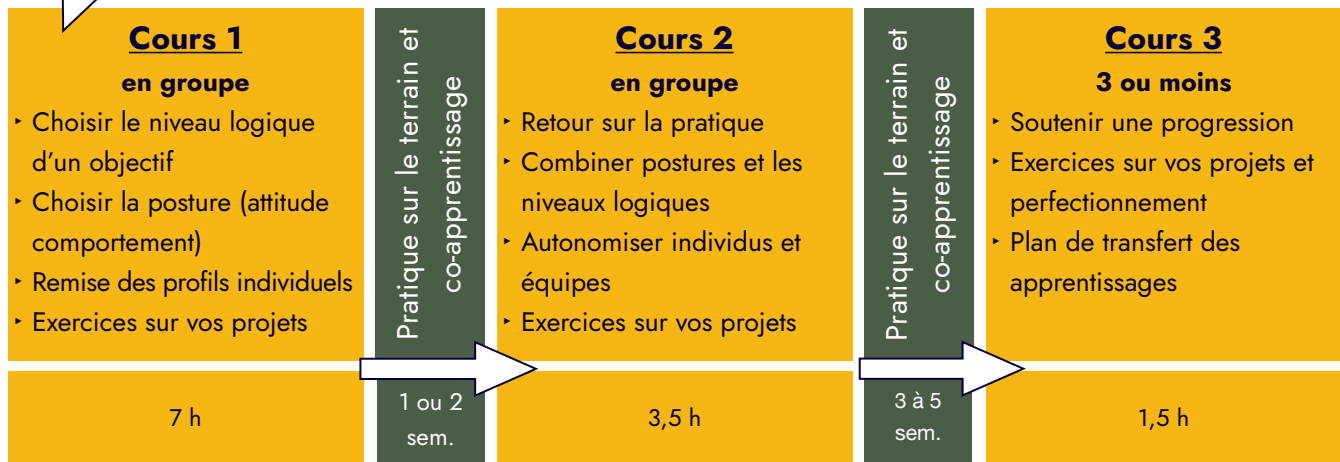 Cours 1
en groupe
‣ Choisir le niveau logique
d’un objectif
‣ Choisir la posture (attitude
comportement)
‣ Remise des profils individuels
‣ Exercices sur vos projets
7 h
Pratique sur le terrain et
co-apprentissage
1 ou 2
sem.
Cours 2
en groupe
‣ Retour sur la pratique
‣ Combiner postures et les
niveaux logiques
‣ Autonomiser individus et
équipes
‣ Exercices sur vos projets
3,5 h
Pratique sur le terrain et
co-apprentissage
3 à 5
sem.
Cours 3
3 ou moins
‣ Soutenir une progression
‣ Exercices sur vos projets et
perfectionnement
‣ Plan de transfert des
apprentissages
1,5 h